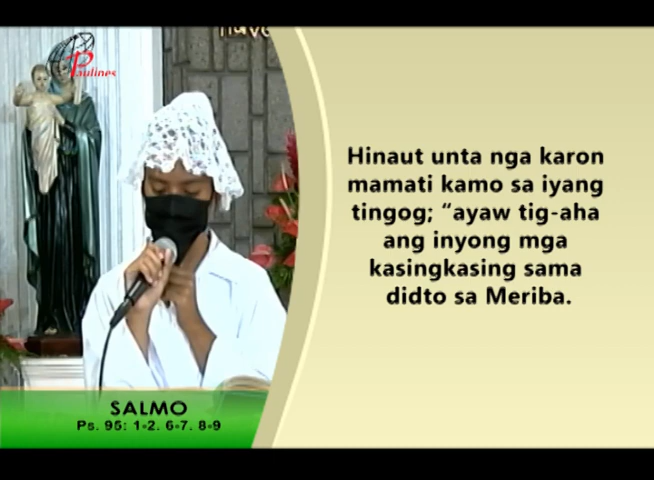 Paulines
Hinaut unta nga karon
mamati kamo sa iyang
tingog; “ayaw tig-aha
ang inyong mga
kasingkasing sama
didto sa Meriba.
SALMO
Ps. 95: 1-2. 6-7. 8-9